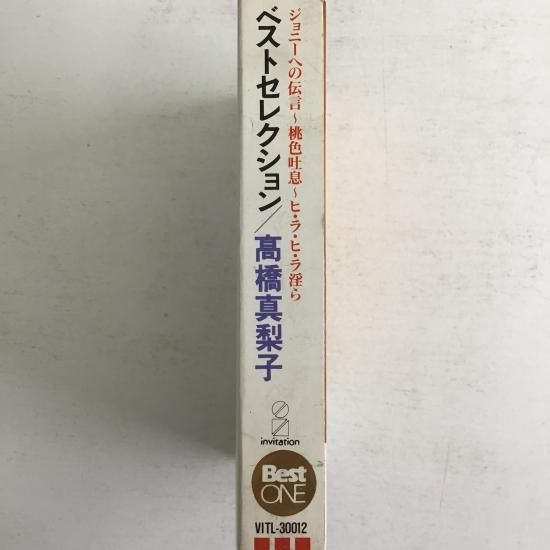 ジョニーへの伝言～桃色吐息～ヒ・ラ・ヒ・ラ淫ら
ベストセレクション／高橋真梨子
invitation
Best
ONE
VITL-30012